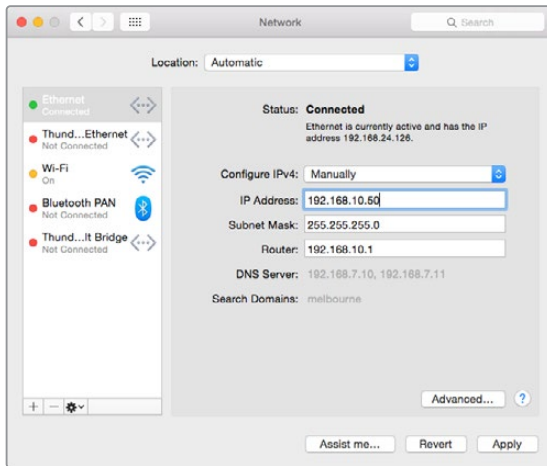 Network
Search
Location: Automatic
Ethernet
Connected
Thund...Ethernet
Not Connected
Wi-Fi
On
Bluetooth PAN
Not Connected
Thund...lt Bridge
Not Connected
Status: Connected
Ethernet is currently active and has the IP
address 192.168.24.126.
Configure IPv4: Manually
IP Address: 192.168.10.50
Subnet Mask: 255.255.255.0
Router: 192.168.10.1
DNS Server: 192.168.7.10, 192.168.7.11
Search Domains: melbourne
Advanced... ?
Assist me... Revert Apply